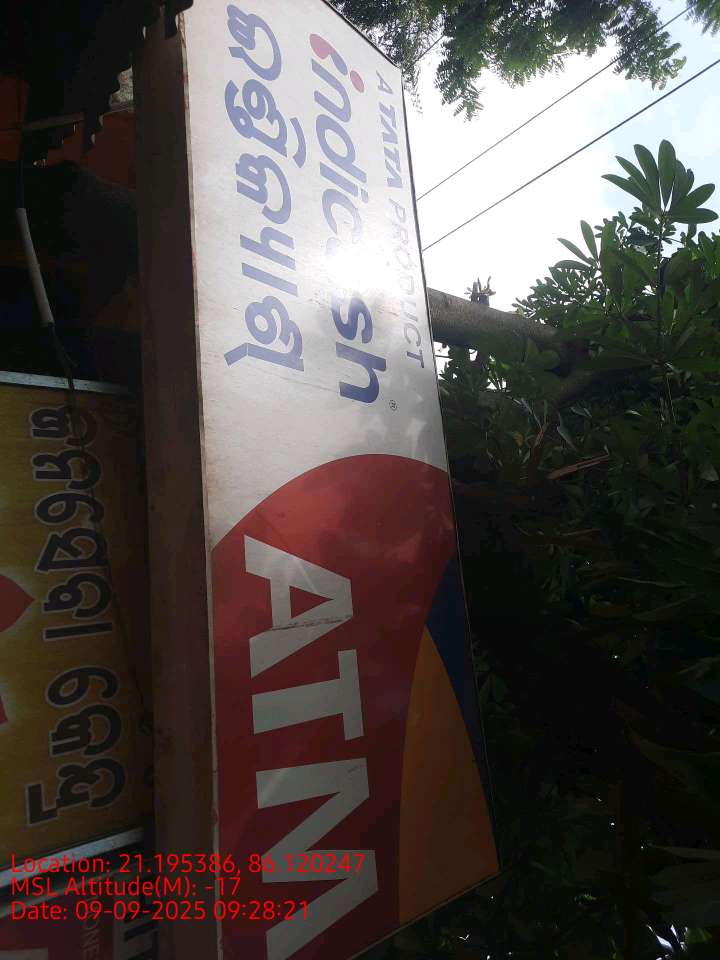 A TATA PRODUCT
indicash®
ଇଣ୍ଡିକ୍ୟାଶ୍
ATM
Location: 21.195386, 86.120247
MSL Altitude(M): -17
Date: 09-09-2025 09:28:21